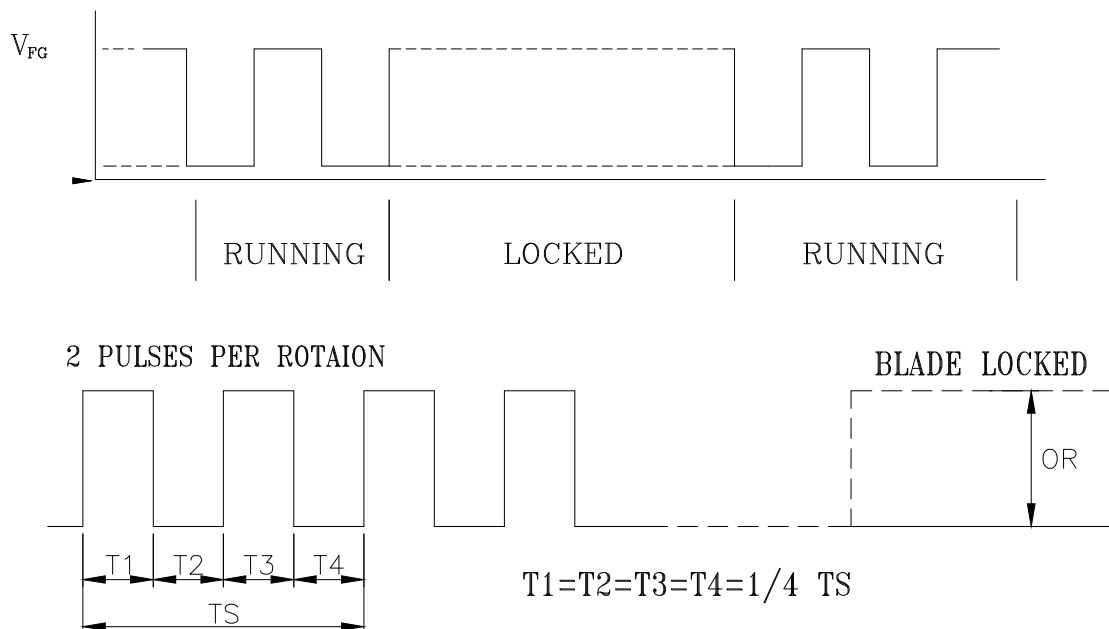 VFG
RUNNING LOCKED RUNNING
2 PULSES PER ROTAION
BLADE LOCKED
OR
T1 T2 T3 T4
T1=T2=T3=T4=1/4 TS
TS